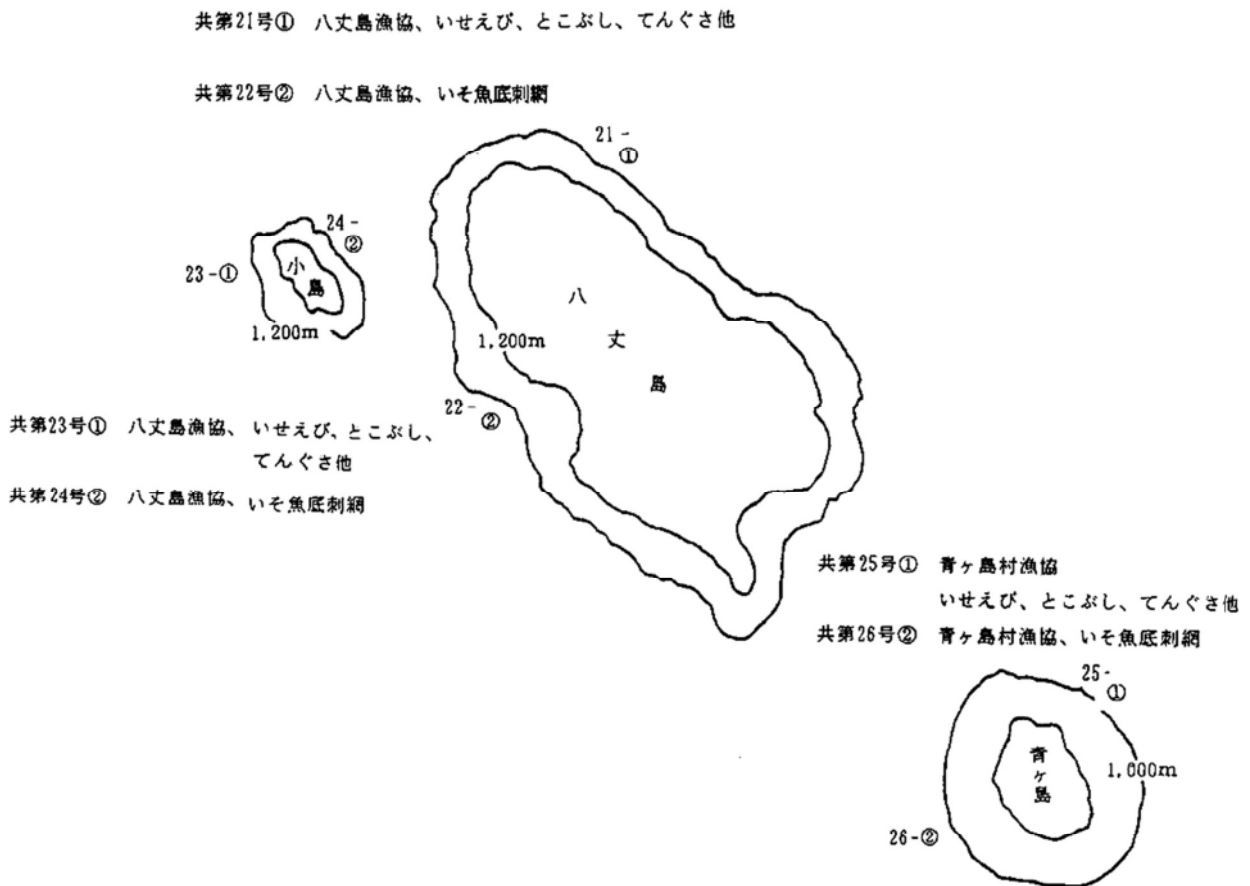 共第21号① 八丈島漁協、いせえび、とこぶし、てんぐさ他
共第22号② 八丈島漁協、いそ魚底刺網
21-①
24-②
23-①
小島
1,200m
八丈島
1,200m
22-②
共第23号① 八丈島漁協、いせえび、とこぶし、
てんぐさ他
共第24号② 八丈島漁協、いそ魚底刺網
共第25号① 青ヶ島村漁協
いせえび、とこぶし、てんぐさ他
共第26号② 青ヶ島村漁協、いそ魚底刺網
25-①
青ヶ島
1,000m
26-②